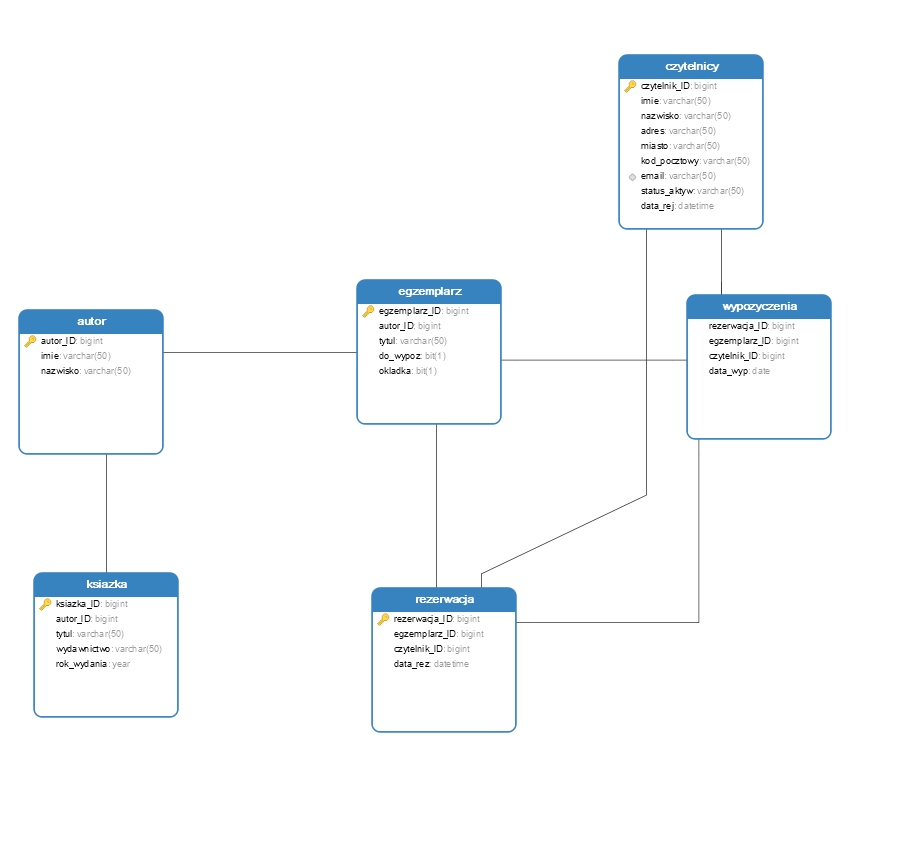 czytelnicy
czytelnik_ID: bigint
imie: varchar(50)
nazwisko: varchar(50)
adres: varchar(50)
miasto: varchar(50)
kod_pocztowy: varchar(50)
email: varchar(50)
status_aktyw: varchar(50)
data_rej: datetime
egzemplarz
egzemplarz_ID: bigint
autor_ID: bigint
tytul: varchar(50)
do_wypoz: bit(1)
okladka: bit(1)
wypozyczenia
rezerwacja_ID: bigint
egzemplarz_ID: bigint
czytelnik_ID: bigint
data_wyp: date
autor
autor_ID: bigint
imie: varchar(50)
nazwisko: varchar(50)
ksiazka
ksiazka_ID: bigint
autor_ID: bigint
tytul: varchar(50)
wydawnictwo: varchar(50)
rok_wydania: year
rezerwacja
rezerwacja_ID: bigint
egzemplarz_ID: bigint
czytelnik_ID: bigint
data_rez: datetime